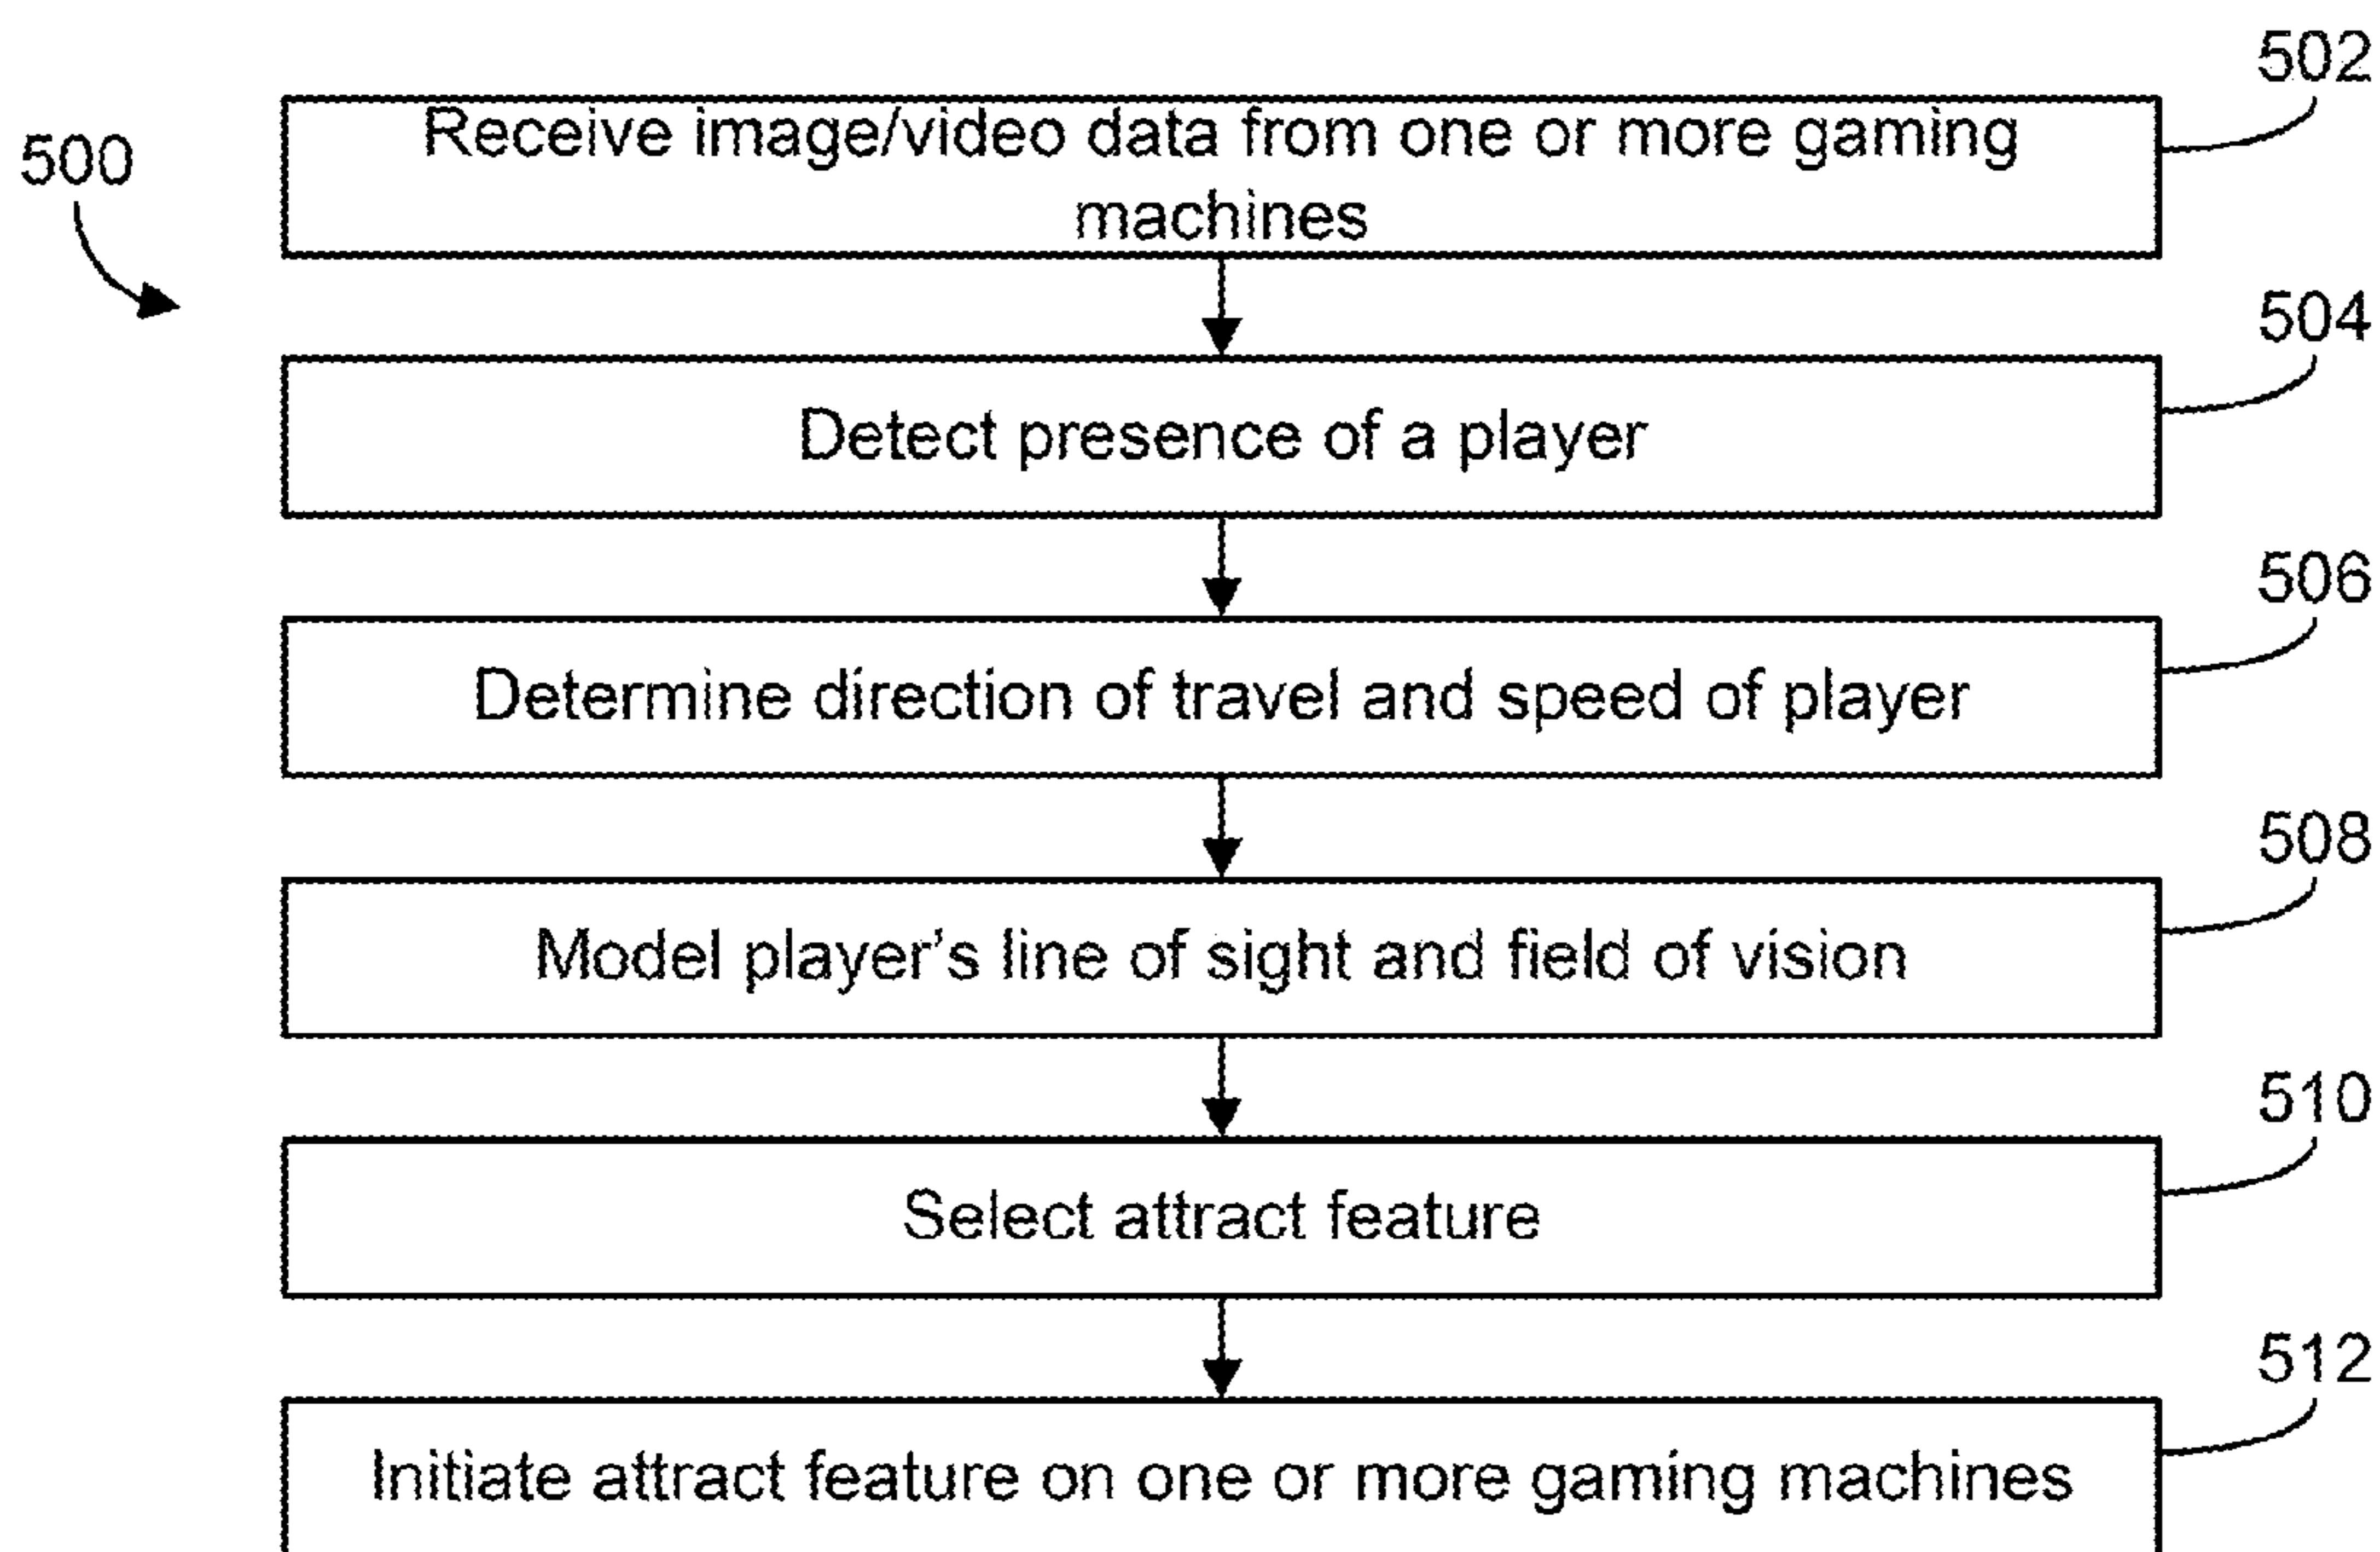 502
Receive image/video data from one or more gaming
machines
500
504
Detect presence of a player
506
Determine direction of travel and speed of player
508
Model player's line of sight and field of vision
510
Select attract feature
512
Initiate attract feature on one or more gaming machines